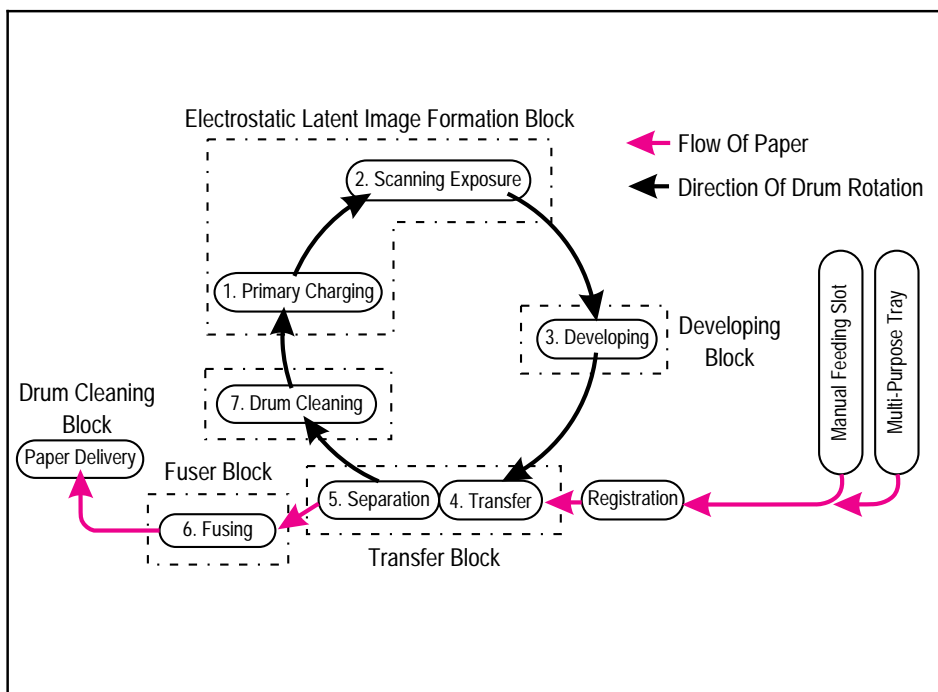 Electrostatic Latent Image Formation Block
Flow Of Paper
2. Scanning Exposure
Direction Of Drum Rotation
1. Primary Charging
3. Developing
Developing
Block
Manual Feeding Slot
Multi-Purpose Tray
7. Drum Cleaning
Drum Cleaning
Block
Paper Delivery
Fuser Block
5. Separation
4. Transfer
Registration
6. Fusing
Transfer Block